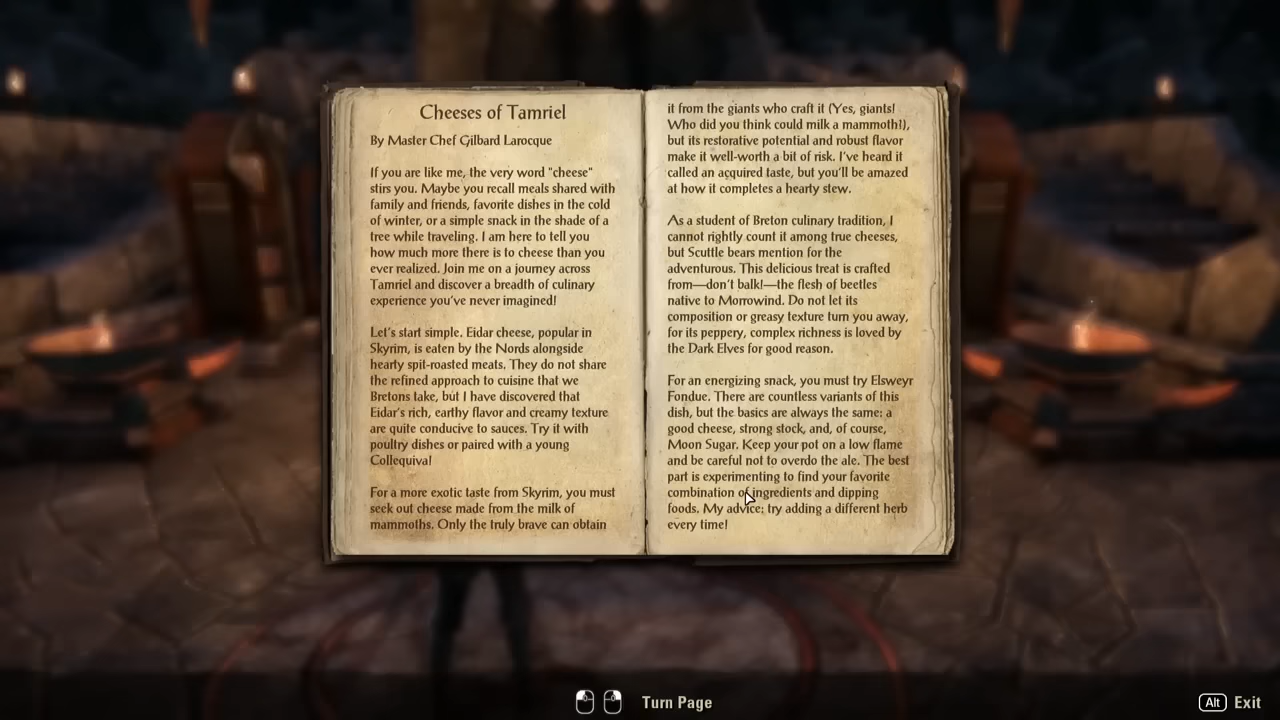 Cheeses of Tamriel
By Master Chef Gilbard Larocque
If you are like me, the very word "cheese"
stirs you. Maybe you recall meals shared with
family and friends, favorite dishes in the cold
of winter, or a simple snack in the shade of a
tree while traveling. I am here to tell you
how much more there is to cheese than you
ever realized. Join me on a journey across
Tamriel and discover a breadth of culinary
experience you've never imagined!
Let's start simple. Eidar cheese, popular in
Skyrim, is eaten by the Nords alongside
hearty spit-roasted meats. They do not share
the refined approach to cuisine that we
Bretons take, but I have discovered that
Eidar's rich, earthy flavor and creamy texture
are quite conducive to sauces. Try it with
poultry dishes or paired with a young
Collequiva!
For a more exotic taste from Skyrim, you must
seek out cheese made from the milk of
mammoths. Only the truly brave can obtain
it from the giants who craft it (Yes, giants!
Who did you think could milk a mammoth?),
but its restorative potential and robust flavor
make it well-worth a bit of risk. I've heard it
called an acquired taste, but you'll be amazed
at how it completes a hearty stew.
As a student of Breton culinary tradition, I
cannot rightly count it among true cheeses,
but Scuttle bears mention for the
adventurous. This delicious treat is crafted
from—don't balk!—the flesh of beetles
native to Morrowind. Do not let its
composition or greasy texture turn you away,
for its peppery, complex richness is loved by
the Dark Elves for good reason.
For an energizing snack, you must try Elsweyr
Fondue. There are countless variants of this
dish, but the basics are always the same: a
good cheese, strong stock, and, of course,
Moon Sugar. Keep your pot on a low flame
and be careful not to overdo the ale. The best
part is experimenting to find your favorite
combination of ingredients and dipping
foods. My advice: try adding a different herb
every time!
Turn Page
Alt Exit